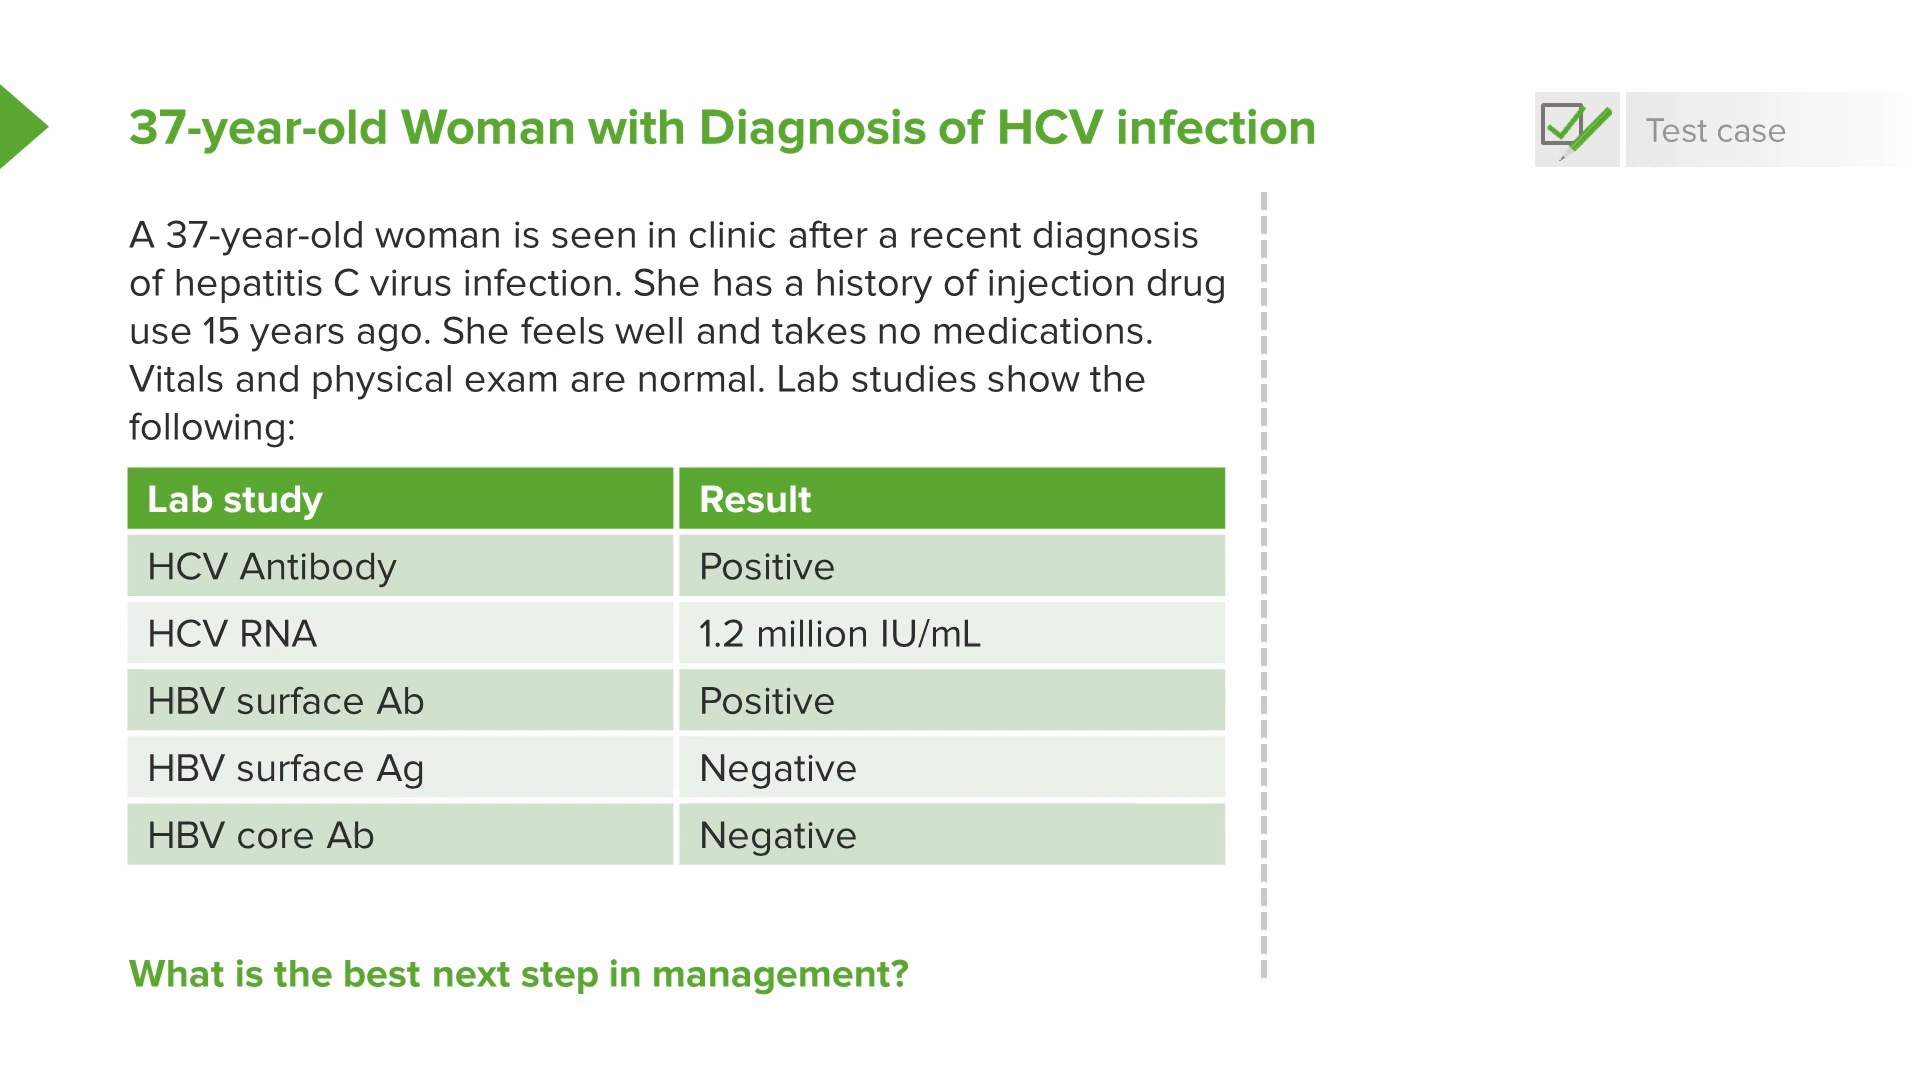 37-year-old Woman with Diagnosis of HCV infection
Test case
A 37-year-old woman is seen in clinic after a recent diagnosis
of hepatitis C virus infection. She has a history of injection drug
use 15 years ago. She feels well and takes no medications.
Vitals and physical exam are normal. Lab studies show the
following:
Lab study Result
HCV Antibody Positive
HCV RNA 1.2 million IU/mL
HBV surface Ab Positive
HBV surface Ag Negative
HBV core Ab Negative
What is the best next step in management?